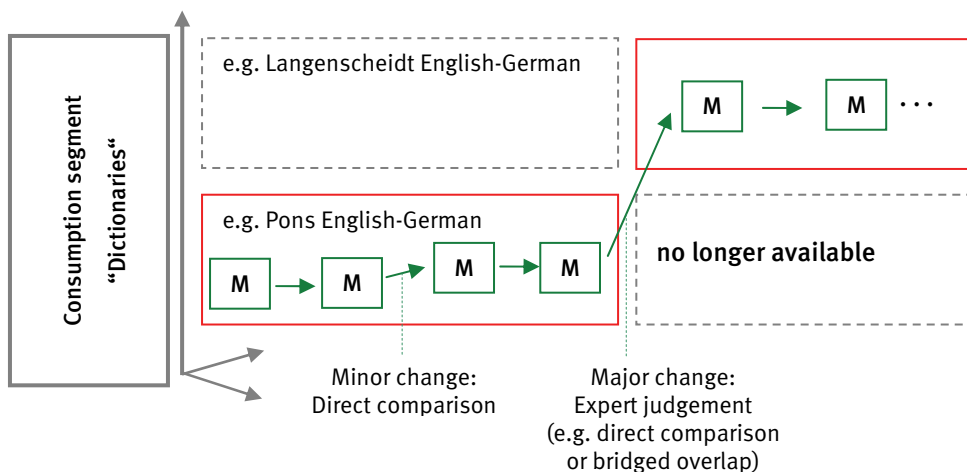 Consumption segment
“Dictionaries“
e.g. Langenscheidt English-German
M
M
...
e.g. Pons English-German
M
M
M
M
no longer available
Minor change:
Direct comparison
Major change:
Expert judgement
(e.g. direct comparison
or bridged overlap)